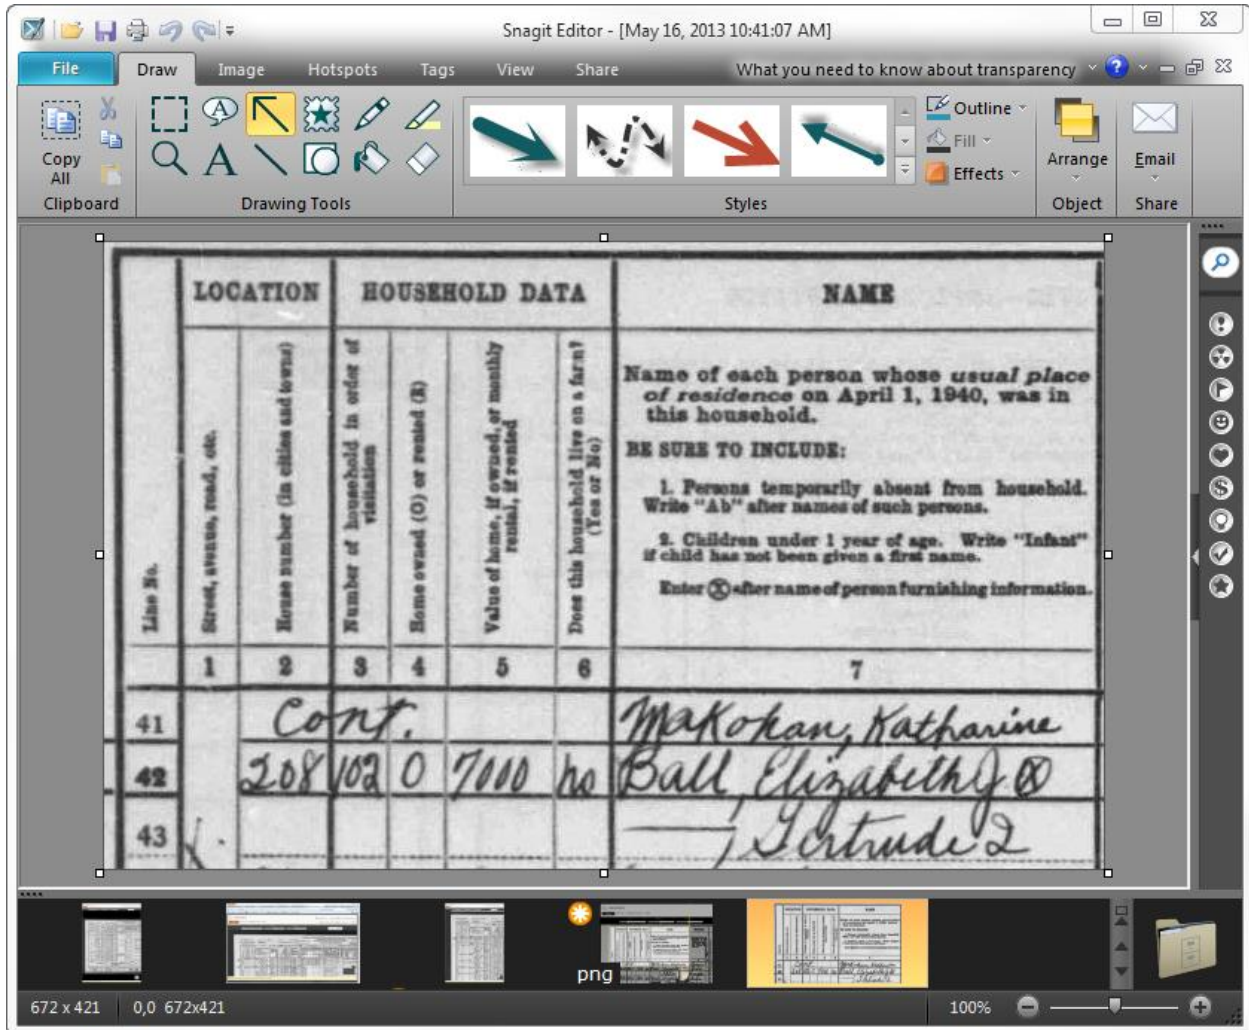 Snagit Editor - [May 16, 2013 10:41:07 AM]
File Draw Image Hotspots Tags View Share What you need to know about transparency
Copy All
Clipboard
Drawing Tools
Styles
Outline
Fill
Effects
Arrange
Object
Email
Share
LOCATION HOUSEHOLD DATA NAME
Line No.
Street, avenue, road, etc.
House number (in cities and towns)
Number of household in order of visitation
Home owned (O) or rented (R)
Value of home, if owned, or monthly rental, if rented
Does this household live on a farm? (Yes or No)
Name of each person whose usual place
of residence on April 1, 1940, was in
this household.
BE SURE TO INCLUDE:
1. Persons temporarily absent from household.
Write "Ab" after names of such persons.
2. Children under 1 year of age. Write "Infant"
if child has not been given a first name.
Enter Ⓧ after name of person furnishing information.
1 2 3 4 5 6 7
41 Cont. Makohan, Katharine
42 208 102 O 7000 no Ball, Elizabeth J Ⓧ
43 ——, Gertrude 2
png
672 x 421 0,0 672x421 100%